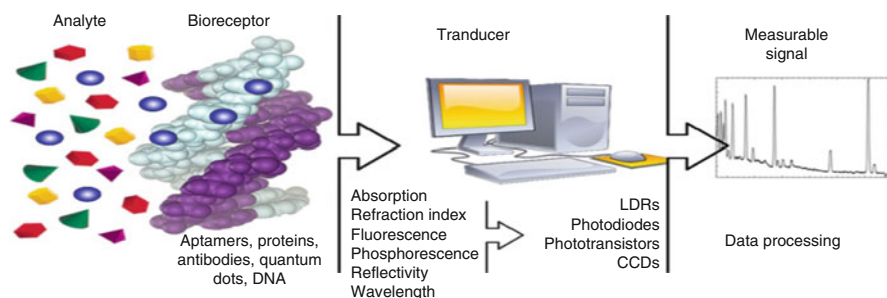 Analyte
Bioreceptor
Aptamers, proteins,
antibodies, quantum
dots, DNA
Tranducer
Absorption
Refraction index
Fluorescence
Phosphorescence
Reflectivity
Wavelength
LDRs
Photodiodes
Phototransistors
CCDs
Measurable
signal
Data processing